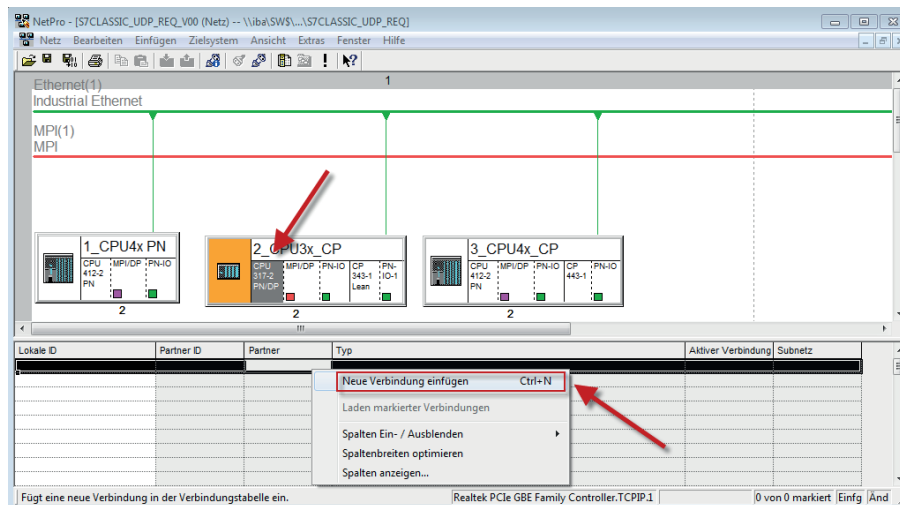 NetPro - [S7CLASSIC_UDP_REQ_V00 (Netz) -- \\iba\SW$\...\S7CLASSIC_UDP_REQ]
Netz Bearbeiten Einfügen Zielsystem Ansicht Extras Fenster Hilfe
Ethernet(1)
1
Industrial Ethernet
MPI(1)
MPI
1_CPU4x PN
CPU 412-2 PN
MPI/DP
PN-IO
2
2_CPU3x_CP
CPU 317-2 PN/DP
MPI/DP
PN-IO
CP 343-1 Lean
PN-IO-1
2
3_CPU4x_CP
CPU 412-2 PN
MPI/DP
PN-IO
CP 443-1
PN-IO
2
Lokale ID Partner ID Partner Typ Aktiver Verbindung Subnetz
Neue Verbindung einfügen Ctrl+N
Laden markierter Verbindungen
Spalten Ein- / Ausblenden
Spaltenbreiten optimieren
Spalten anzeigen...
Fügt eine neue Verbindung in der Verbindungstabelle ein. Realtek PCIe GBE Family Controller.TCPIP.1 0 von 0 markiert Einfg Änd